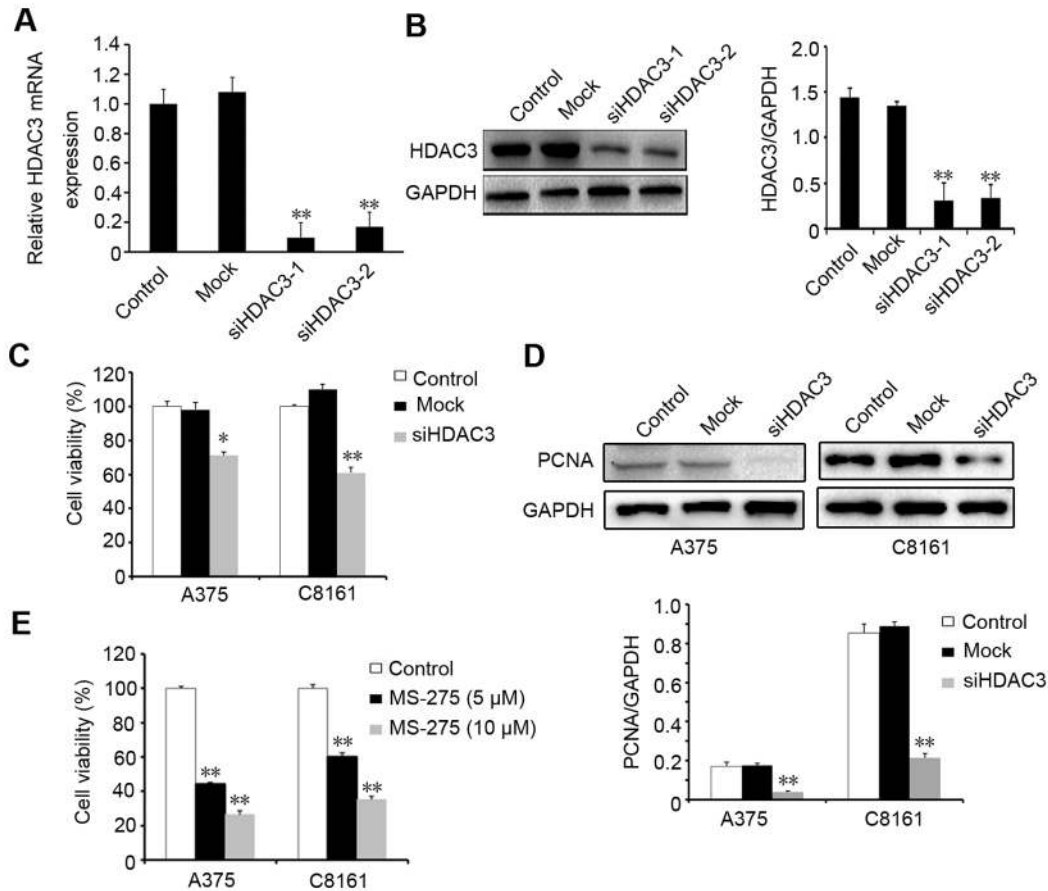 A
Relative HDAC3 mRNA
expression
1.4
1.2
1.0
0.8
0.6
0.4
0.2
0
**
**
Control
Mock
siHDAC3-1
siHDAC3-2
B
Control
Mock
siHDAC3-1
siHDAC3-2
HDAC3
GAPDH
HDAC3/GAPDH
2.0
1.5
1.0
1.5
0
**
**
Control
Mock
siHDAC3-1
siHDAC3-2
C
Cell viability (%)
120
100
80
60
40
20
0
*
**
A375
C8161
Control
Mock
siHDAC3
D
Control
Mock
siHDAC3
Control
Mock
siHDAC3
PCNA
GAPDH
A375
C8161
PCNA/GAPDH
1.0
0.8
0.6
0.4
0.2
0
**
**
A375
C8161
Control
Mock
siHDAC3
E
Cell viability (%)
120
100
80
60
40
20
0
**
**
**
**
A375
C8161
Control
MS-275 (5 μM)
MS-275 (10 μM)